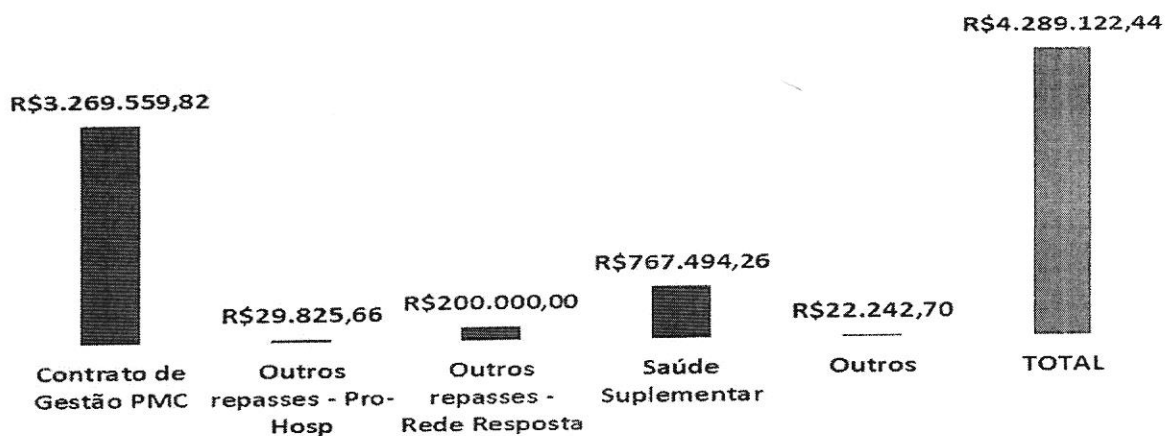 R$4.289.122,44
R$3.269.559,82
R$767.494,26
R$29.825,66
R$200.000,00
R$22.242,70
Contrato de
Gestão PMC
Outros
repasses - Pro-
Hosp
Outros
repasses -
Rede Resposta
Saúde
Suplementar
Outros
TOTAL